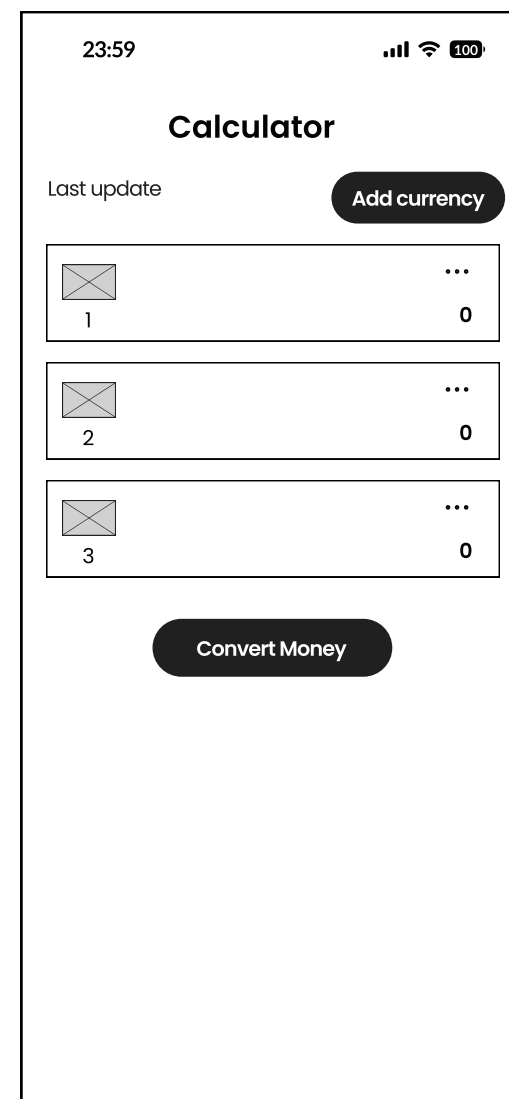 23:59 100
Calculator
Last update
Add currency
...
1 0
...
2 0
...
3 0
Convert Money